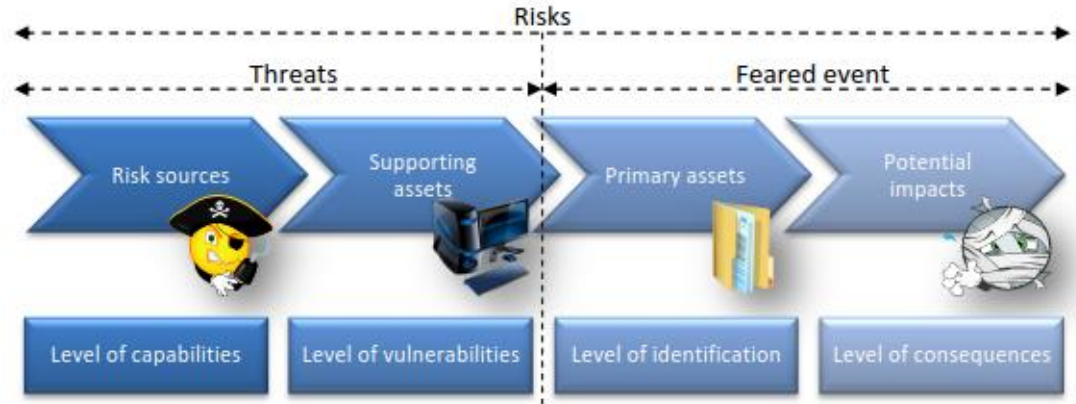 Risks
Threats
Feared event
Risk sources
Supporting
assets
Primary assets
Potential
impacts
Level of capabilities
Level of vulnerabilities
Level of identification
Level of consequences